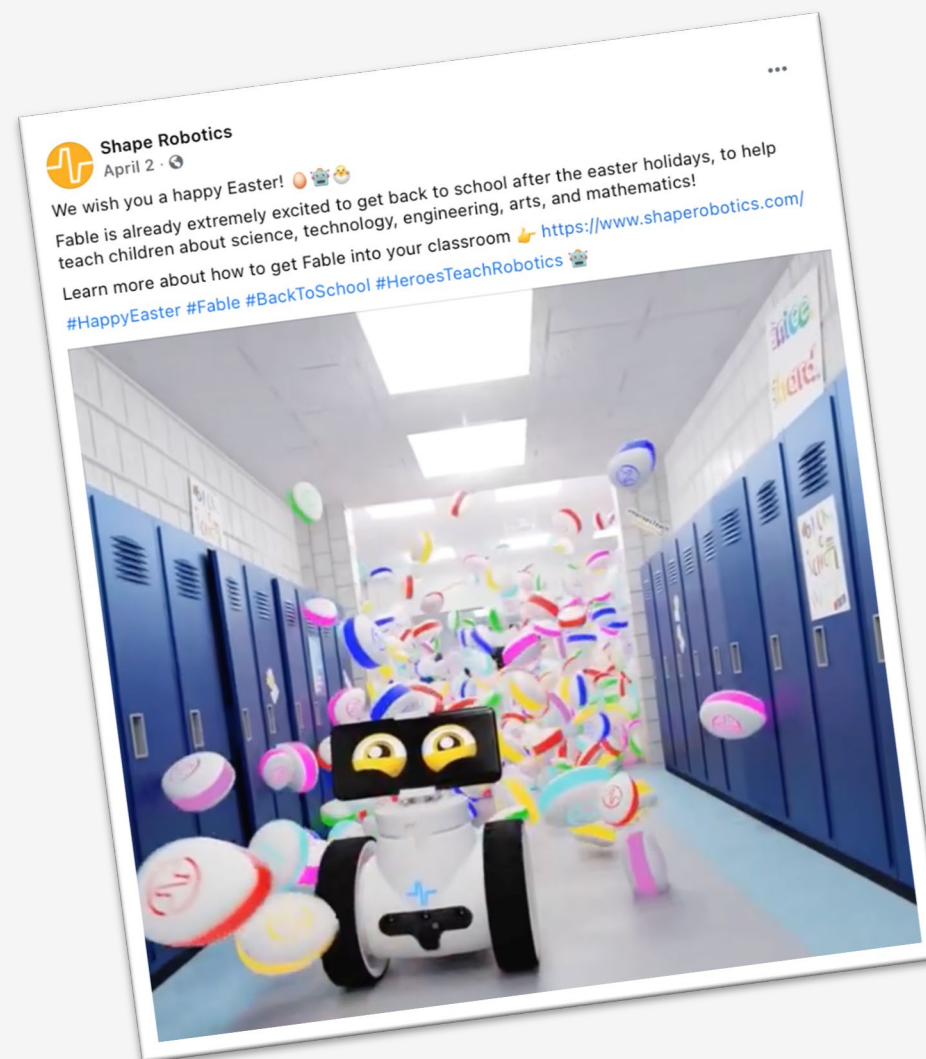 Shape Robotics
April 2 ·
We wish you a happy Easter! 🥚🤖🐣
Fable is already extremely excited to get back to school after the easter holidays, to help
teach children about science, technology, engineering, arts, and mathematics!
Learn more about how to get Fable into your classroom 👉 https://www.shaperobotics.com/
#HappyEaster #Fable #BackToSchool #HeroesTeachRobotics 🤖